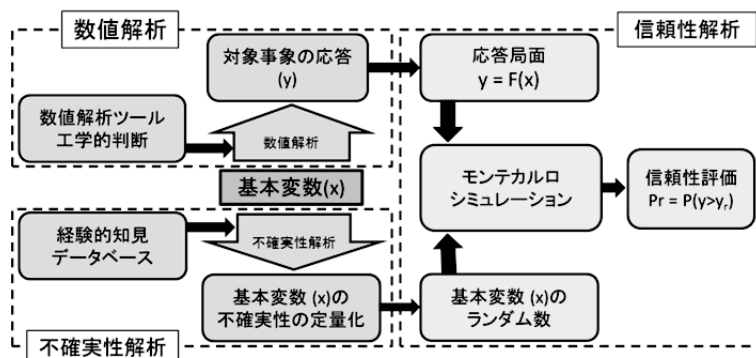 数値解析
信頼性解析
対象事象の応答
(y)
応答局面
y = F(x)
数値解析ツール
工学的判断
数値解析
基本変数(x)
モンテカルロ
シミュレーション
信頼性評価
Pr = P(y>yr)
経験的知見
データベース
不確実性解析
基本変数 (x)の
不確実性の定量化
基本変数 (x)の
ランダム数
不確実性解析